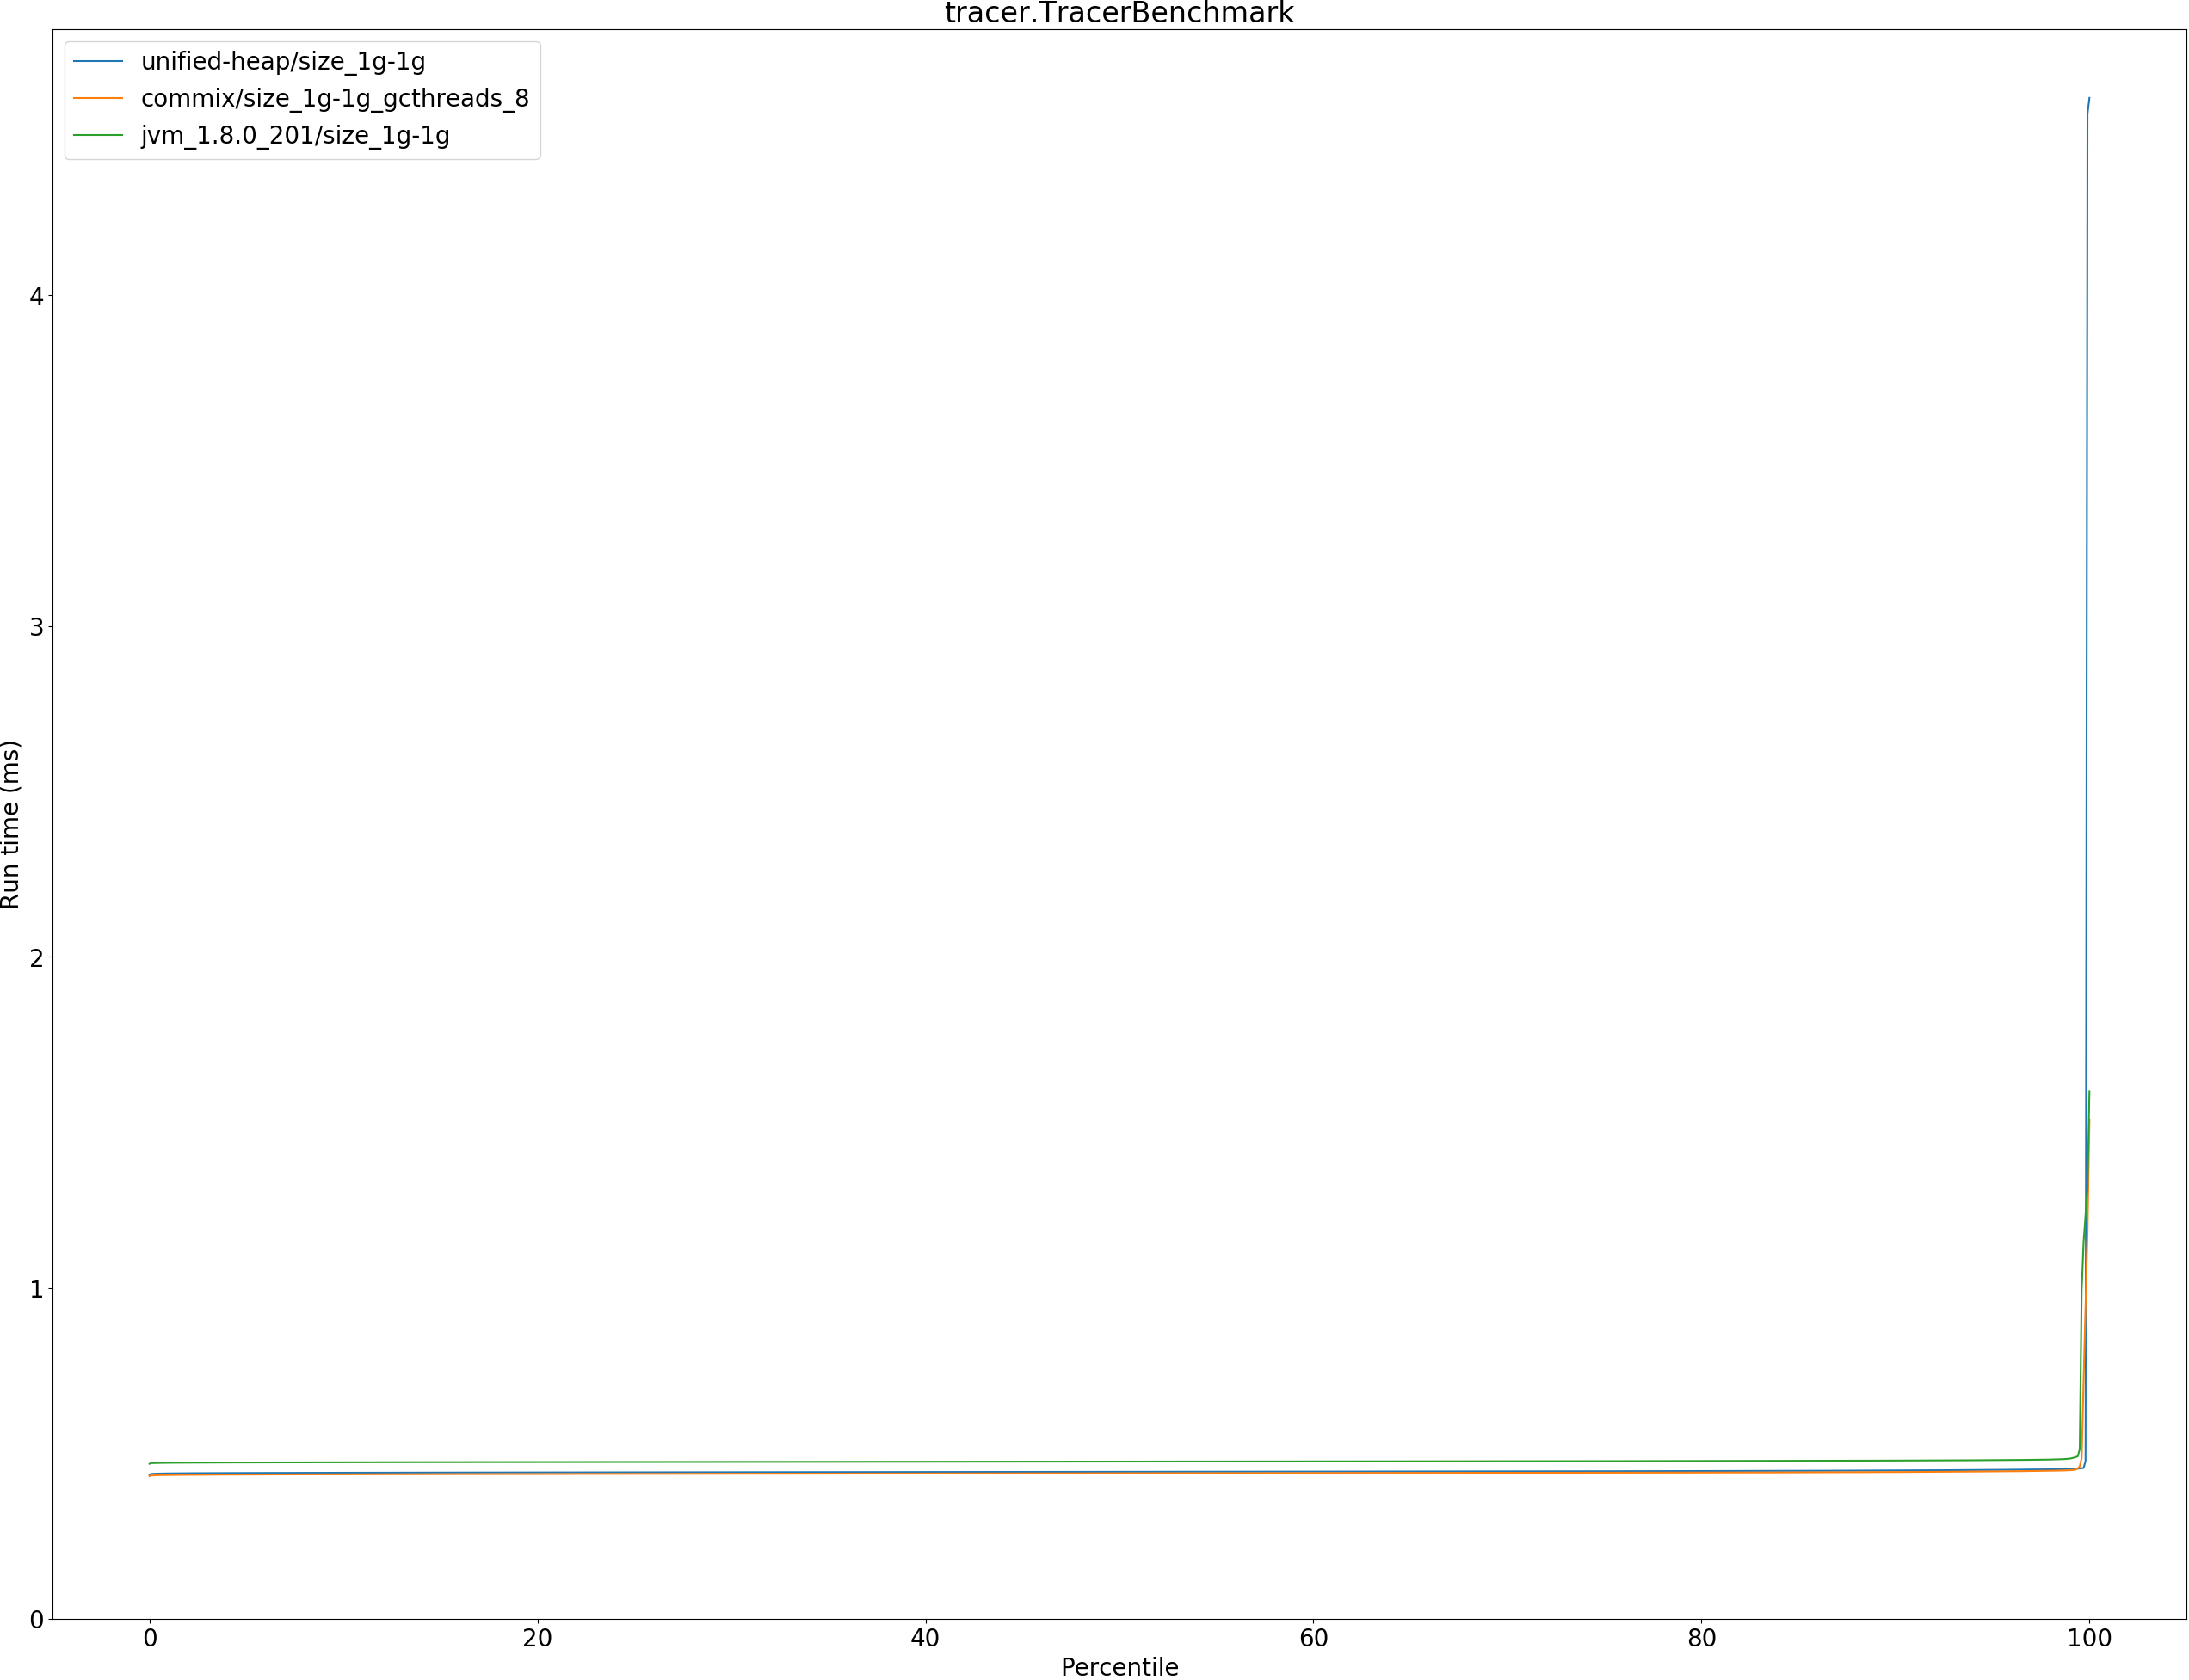 tracer.TracerBenchmark
unified-heap/size_1g-1g
commix/size_1g-1g_gcthreads_8
jvm_1.8.0_201/size_1g-1g
Run time (ms)
4
3
2
1
0
0 20 40 60 80 100
Percentile